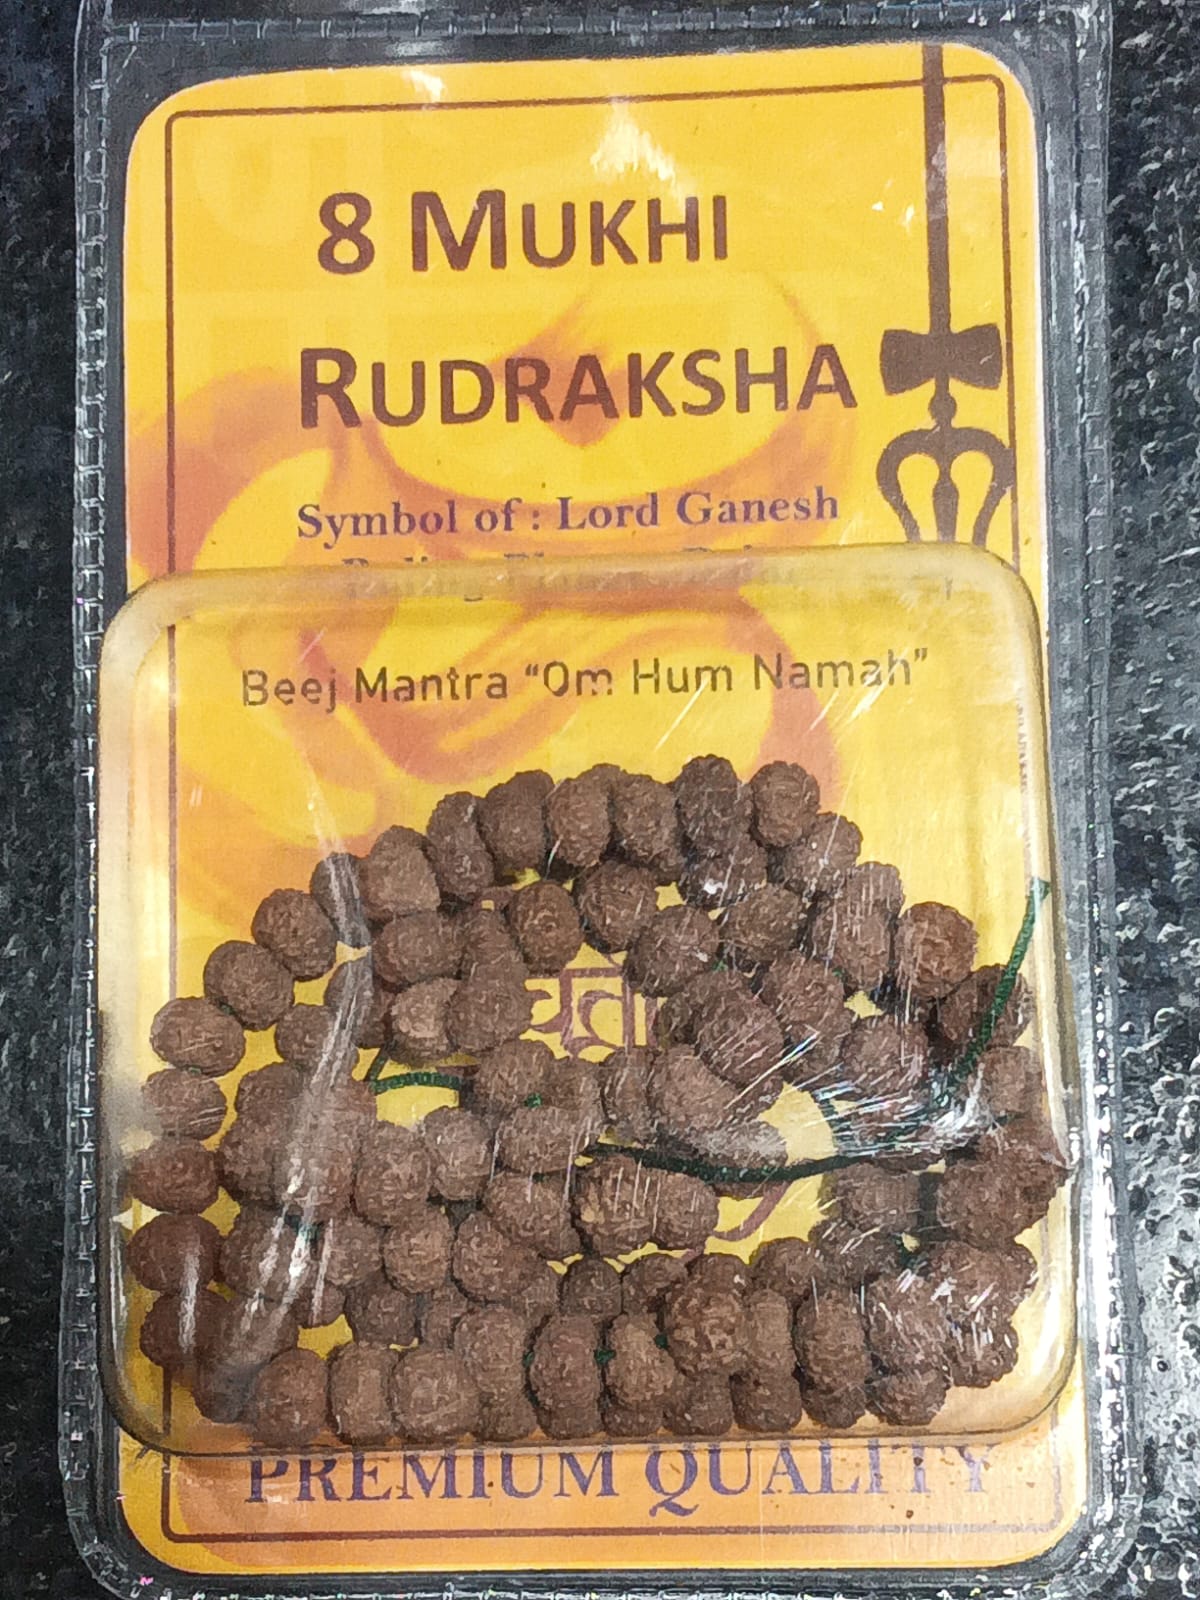 8 MUKHI
RUDRAKSHA
Symbol of : Lord Ganesh
Beej Mantra “Om Hum Namah”
PREMIUM QUALITY